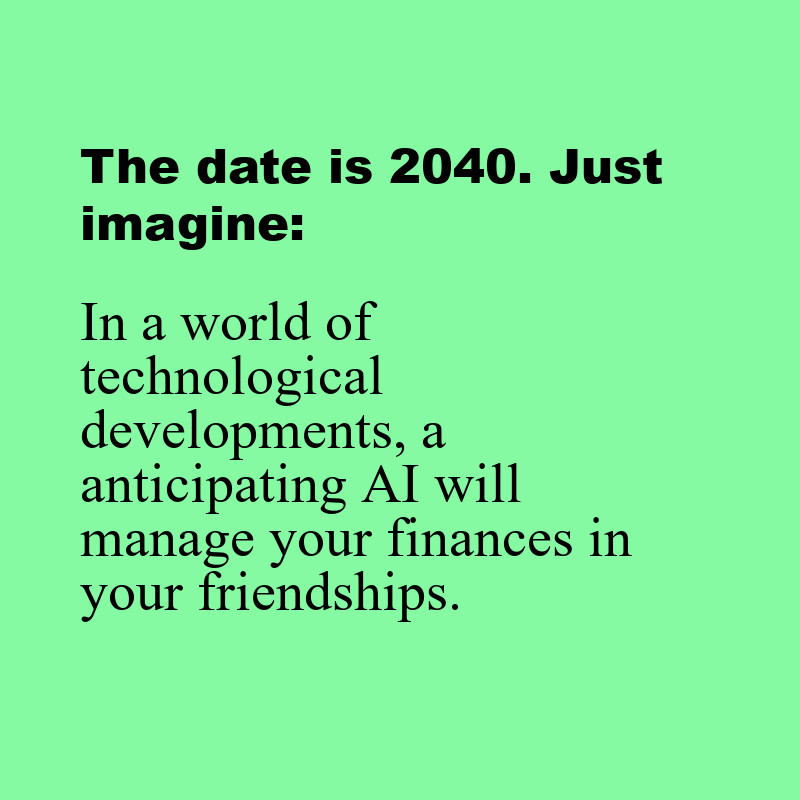 The date is 2040. Just
imagine:
In a world of
technological
developments, a
anticipating AI will
manage your finances in
your friendships.